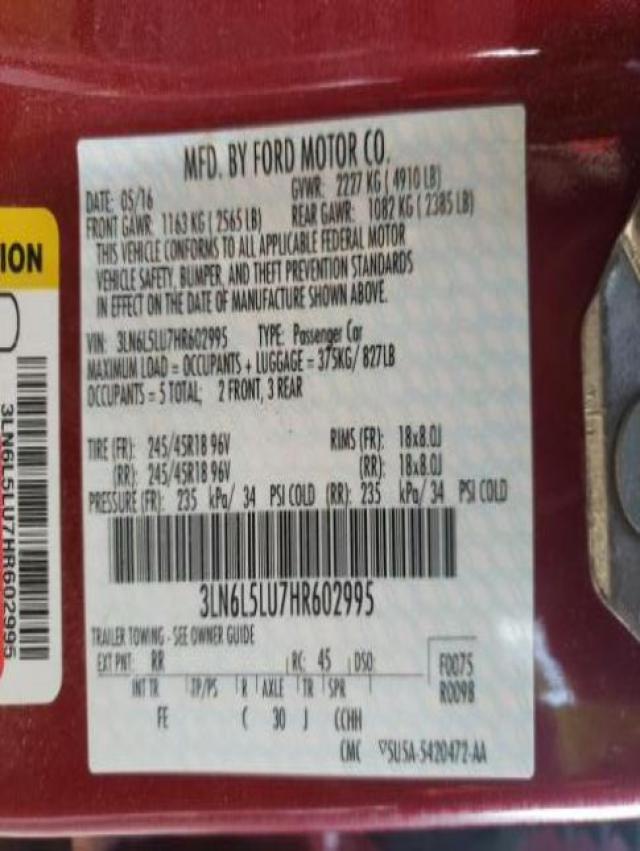 MFD. BY FORD MOTOR CO.
DATE: 05/16 GVWR: 2227 KG ( 4910 LB)
FRONT GAWR: 1163 KG ( 2565 LB) REAR GAWR: 1082 KG ( 2385 LB)
THIS VEHICLE CONFORMS TO ALL APPLICABLE FEDERAL MOTOR
VEHICLE SAFETY, BUMPER, AND THEFT PREVENTION STANDARDS
IN EFFECT ON THE DATE OF MANUFACTURE SHOWN ABOVE.
VIN: 3LN6L5LU7HR602995 TYPE: Passenger Car
MAXIMUM LOAD = OCCUPANTS + LUGGAGE = 375KG/ 827LB
OCCUPANTS = 5 TOTAL; 2 FRONT, 3 REAR
TIRE (FR): 245/45R18 96V RIMS (FR): 18x8.0J
(RR): 245/45R18 96V (RR): 18x8.0J
PRESSURE (FR): 235 kPa/ 34 PSI COLD (RR): 235 kPa/ 34 PSI COLD
3LN6L5LU7HR602995
TRAILER TOWING - SEE OWNER GUIDE
EXT PNT: RR RC: 45 DSO: F0075
INT TR TP/PS R AXLE TR SPR R0098
FE ( 30 J (CHH
CMC 5U5A-5420472-AA
ION
3LN6L5LU7HR602995